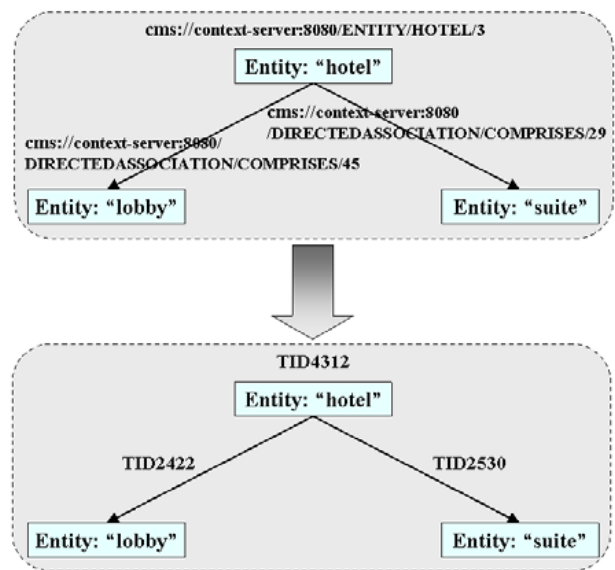 cms://context-server:8080/ENTITY/HOTEL/3
Entity: “hotel”
cms://context-server:8080
/DIRECTEDASSOCIATION/COMPRISES/29
cms://context-server:8080/
DIRECTEDASSOCIATION/COMPRISES/45
Entity: “lobby”
Entity: “suite”
TID4312
Entity: “hotel”
TID2422
TID2530
Entity: “lobby”
Entity: “suite”